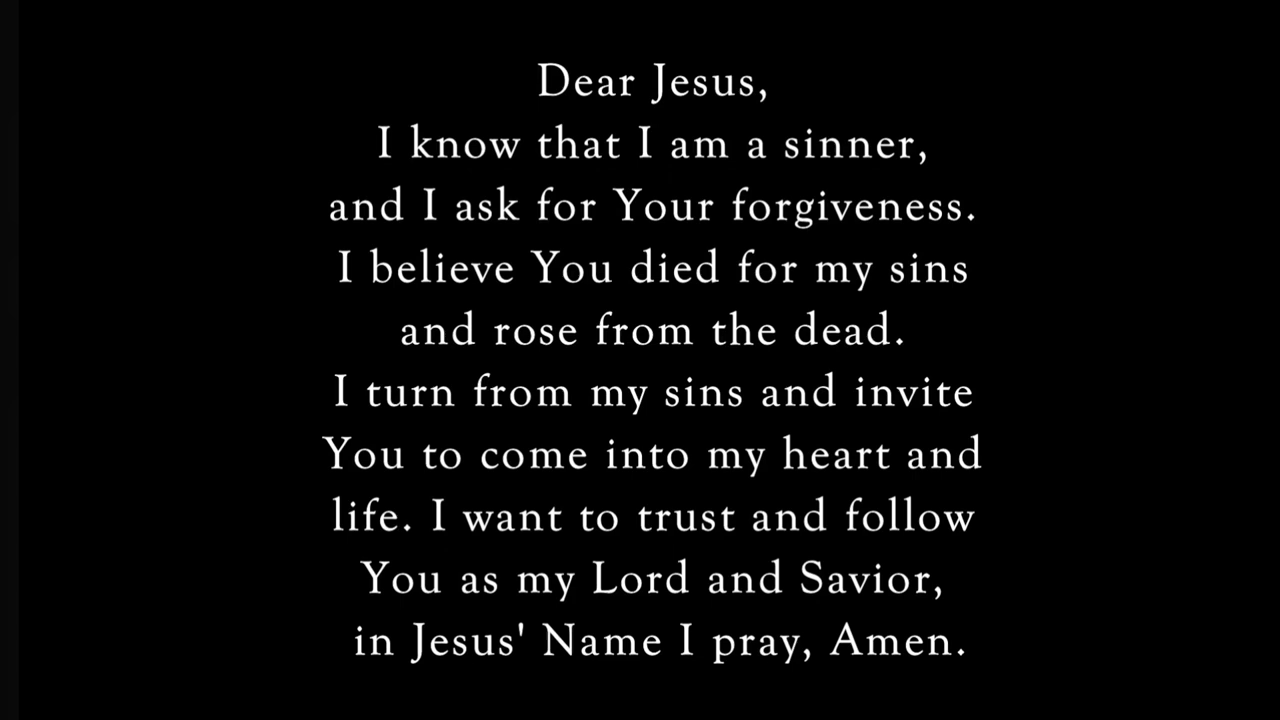 Dear Jesus,
I know that I am a sinner,
and I ask for Your forgiveness.
I believe You died for my sins
and rose from the dead.
I turn from my sins and invite
You to come into my heart and
life. I want to trust and follow
You as my Lord and Savior,
in Jesus' Name I pray, Amen.